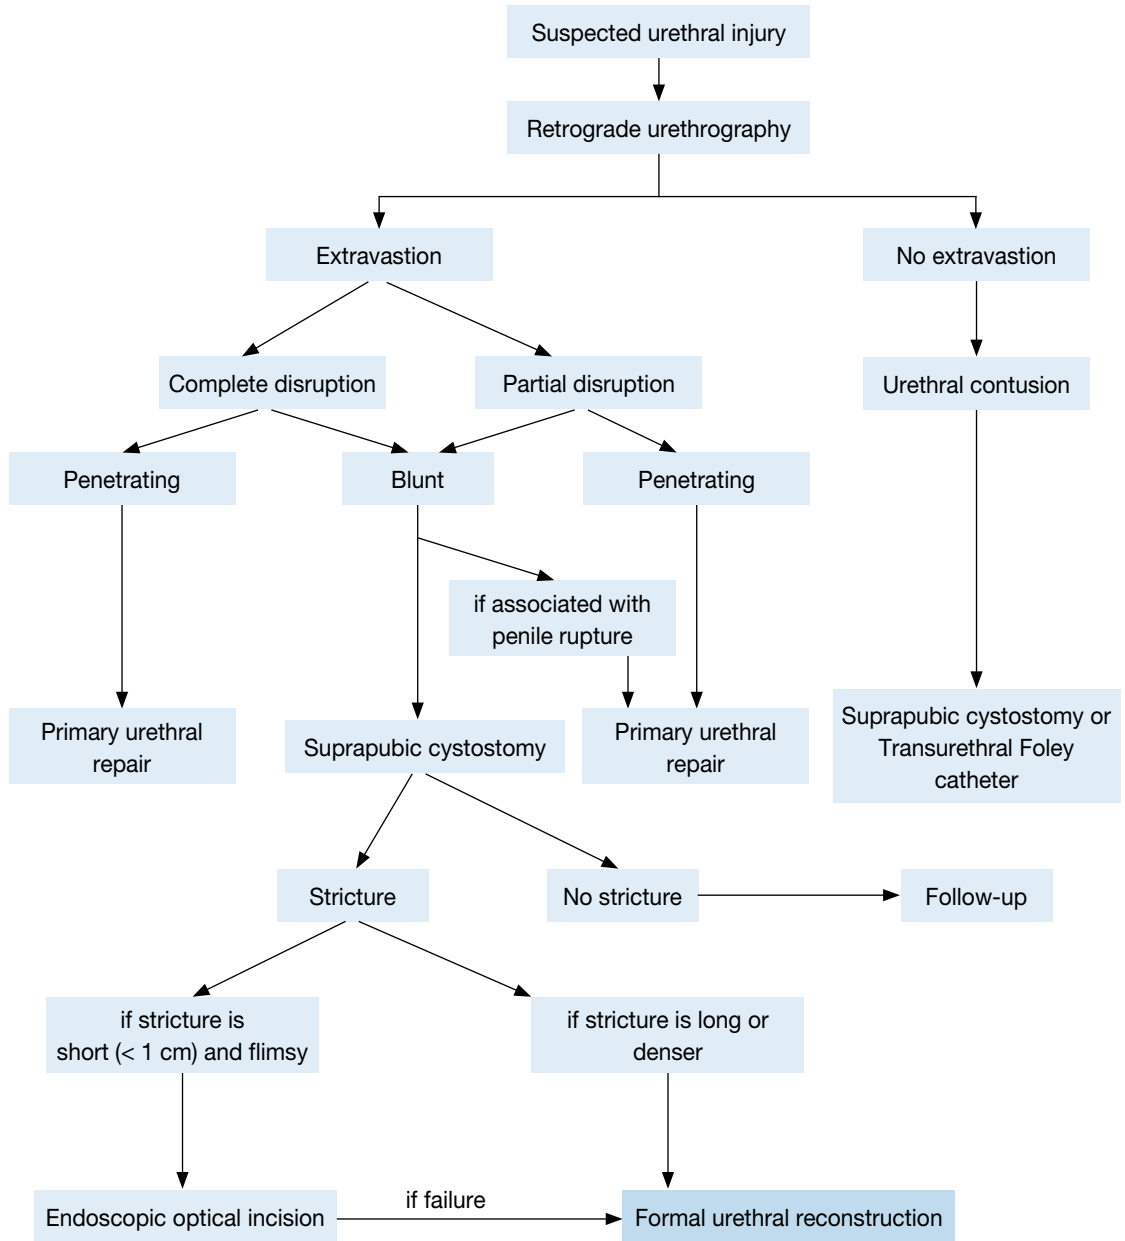 Suspected urethral injury
Retrograde urethrography
Extravastion
No extravastion
Complete disruption
Partial disruption
Urethral contusion
Penetrating
Blunt
Penetrating
if associated with
penile rupture
Primary urethral
repair
Suprapubic cystostomy
Primary urethral
repair
Suprapubic cystostomy or
Transurethral Foley
catheter
Stricture
No stricture
Follow-up
if stricture is
short (< 1 cm) and flimsy
if stricture is long or
denser
Endoscopic optical incision
if failure
Formal urethral reconstruction